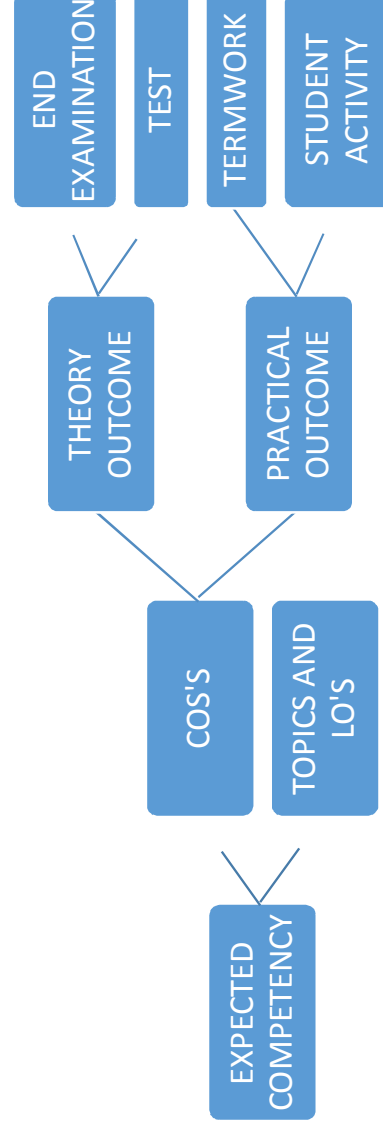 EXPECTED
COMPETENCY
COS'S
TOPICS AND
LO'S
THEORY
OUTCOME
PRACTICAL
OUTCOME
END
EXAMINATION
TEST
TERMWORK
STUDENT
ACTIVITY